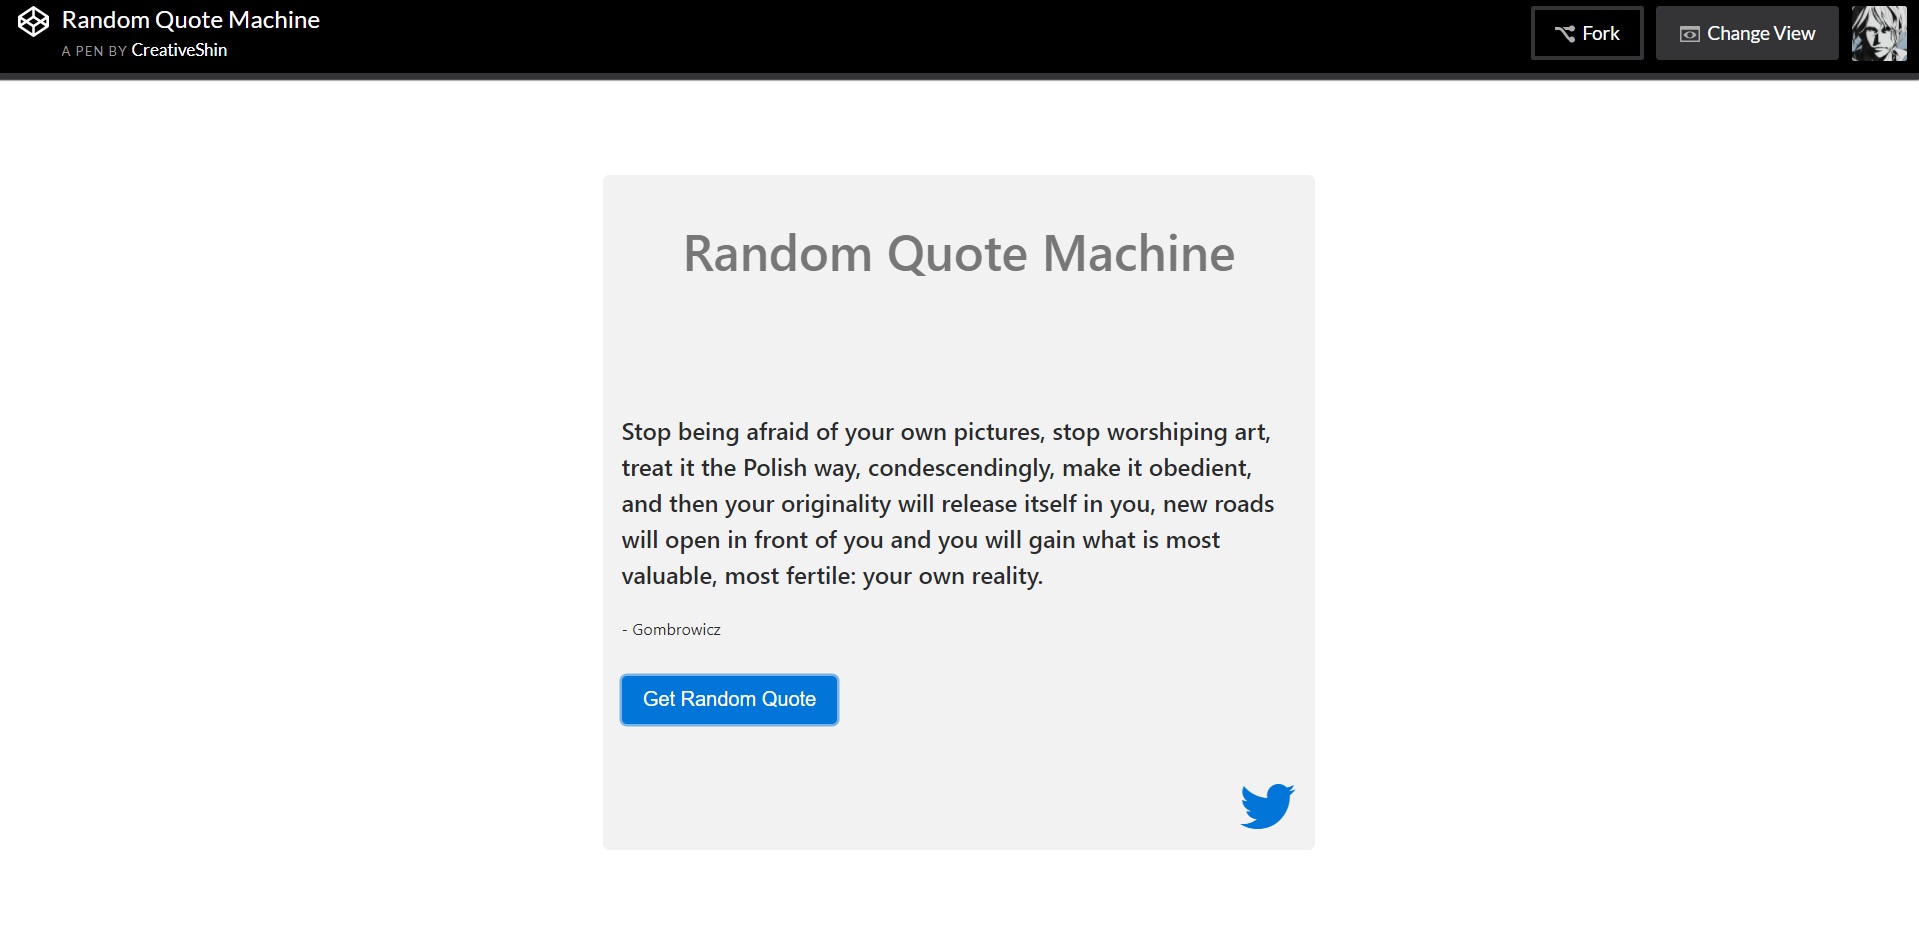 Random Quote Machine
A PEN BY CreativeShin
Fork
Change View
Random Quote Machine
Stop being afraid of your own pictures, stop worshiping art,
treat it the Polish way, condescendingly, make it obedient,
and then your originality will release itself in you, new roads
will open in front of you and you will gain what is most
valuable, most fertile: your own reality.
- Gombrowicz
Get Random Quote